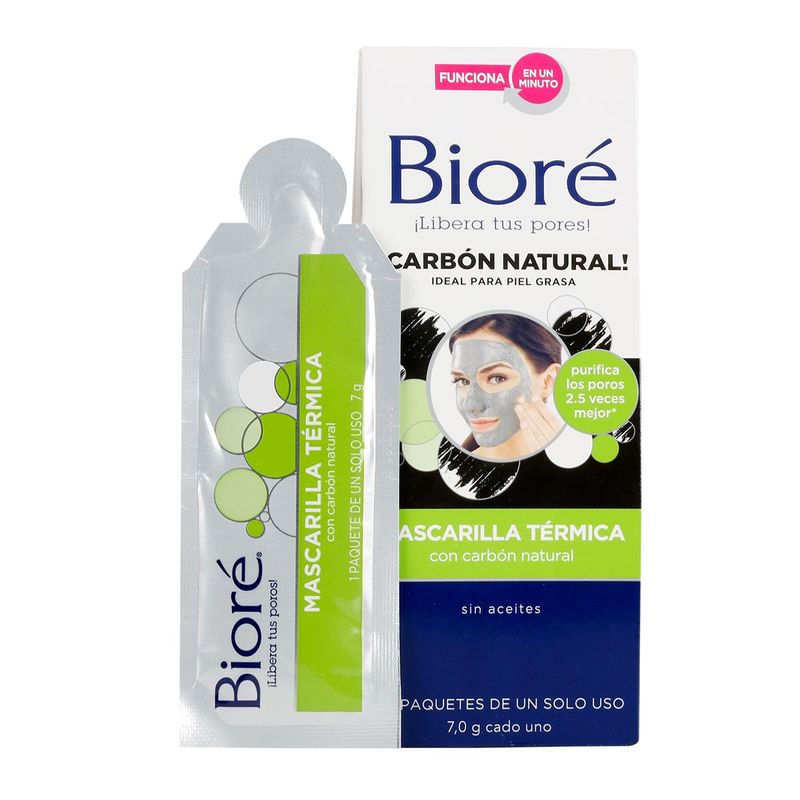 FUNCIONA EN UN MINUTO
Bioré
¡Libera tus pores!
CARBÓN NATURAL!
IDEAL PARA PIEL GRASA
purifica
los poros
2.5 veces
mejor*
ASCARILLA TÉRMICA
con carbón natural
sin aceites
PAQUETES DE UN SOLO USO
7,0 g cado uno
Bioré®
¡Libera tus poros!
MASCARILLA TÉRMICA
con carbón natural
1 PAQUETE DE UN SOLO USO 7 g